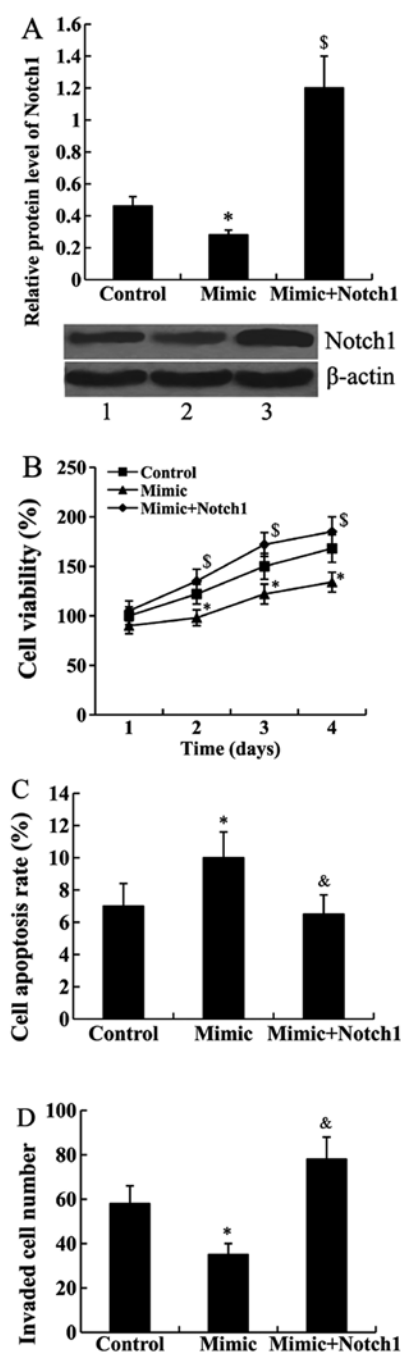 A
Relative protein level of Notch1
1.6
1.4
1.2
1
0.8
0.6
0.4
0.2
0
$
*
Control Mimic Mimic+Notch1
Notch1
β-actin
1 2 3
B
Cell viability (%)
250
200
150
100
50
0
Control
Mimic
Mimic+Notch1
$ $ $
* * *
1 2 3 4
Time (days)
C
Cell apoptosis rate (%)
14
12
10
8
6
4
2
0
*
&
Control Mimic Mimic+Notch1
D
Invaded cell number
100
80
60
40
20
0
&
*
Control Mimic Mimic+Notch1